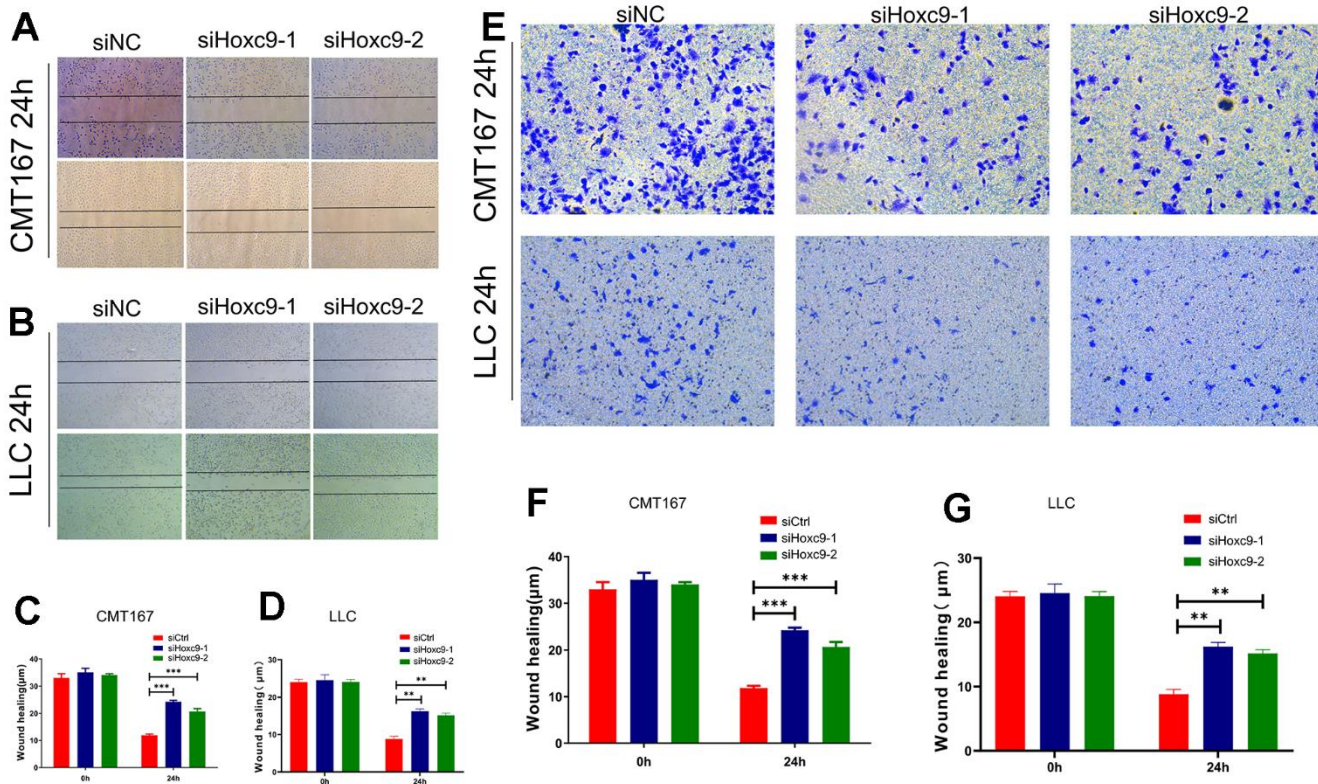 A
siNC
siHoxc9-1
siHoxc9-2
CMT167 24h
B
siNC
siHoxc9-1
siHoxc9-2
LLC 24h
C
CMT167
siCtrl
siHoxc9-1
siHoxc9-2
Wound healing(μm)
40
30
20
10
0
***
***
0h
24h
D
LLC
siCtrl
siHoxc9-1
siHoxc9-2
Wound healing( μm)
30
20
10
0
**
**
0h
24h
E
siNC
siHoxc9-1
siHoxc9-2
CMT167 24h
LLC 24h
F
CMT167
siCtrl
siHoxc9-1
siHoxc9-2
Wound healing(μm)
40
30
20
10
0
***
***
0h
24h
G
LLC
siCtrl
siHoxc9-1
siHoxc9-2
Wound healing( μm)
30
20
10
0
**
**
0h
24h